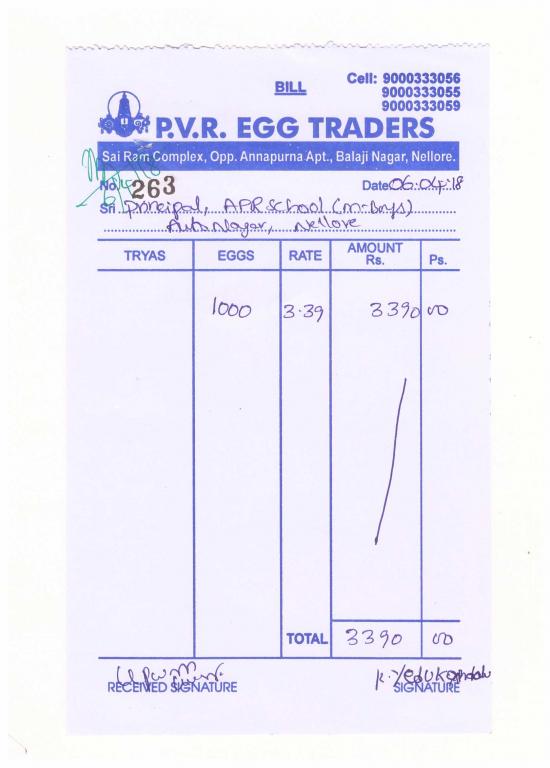 BILL
Cell: 9000333056
9000333055
9000333059
P.V.R. EGG TRADERS
Sai Ram Complex, Opp. Annapurna Apt., Balaji Nagar, Nellore.
No. 263 Date 06.04.18
Sri Principal, APR School (m-Boys)
Auto Nagar, Nellore
TRYAS EGGS RATE AMOUNT Rs. Ps.
1000 3.39 3390 00
TOTAL 3390 00
K. Yedukondalu
RECEIVED SIGNATURE SIGNATURE